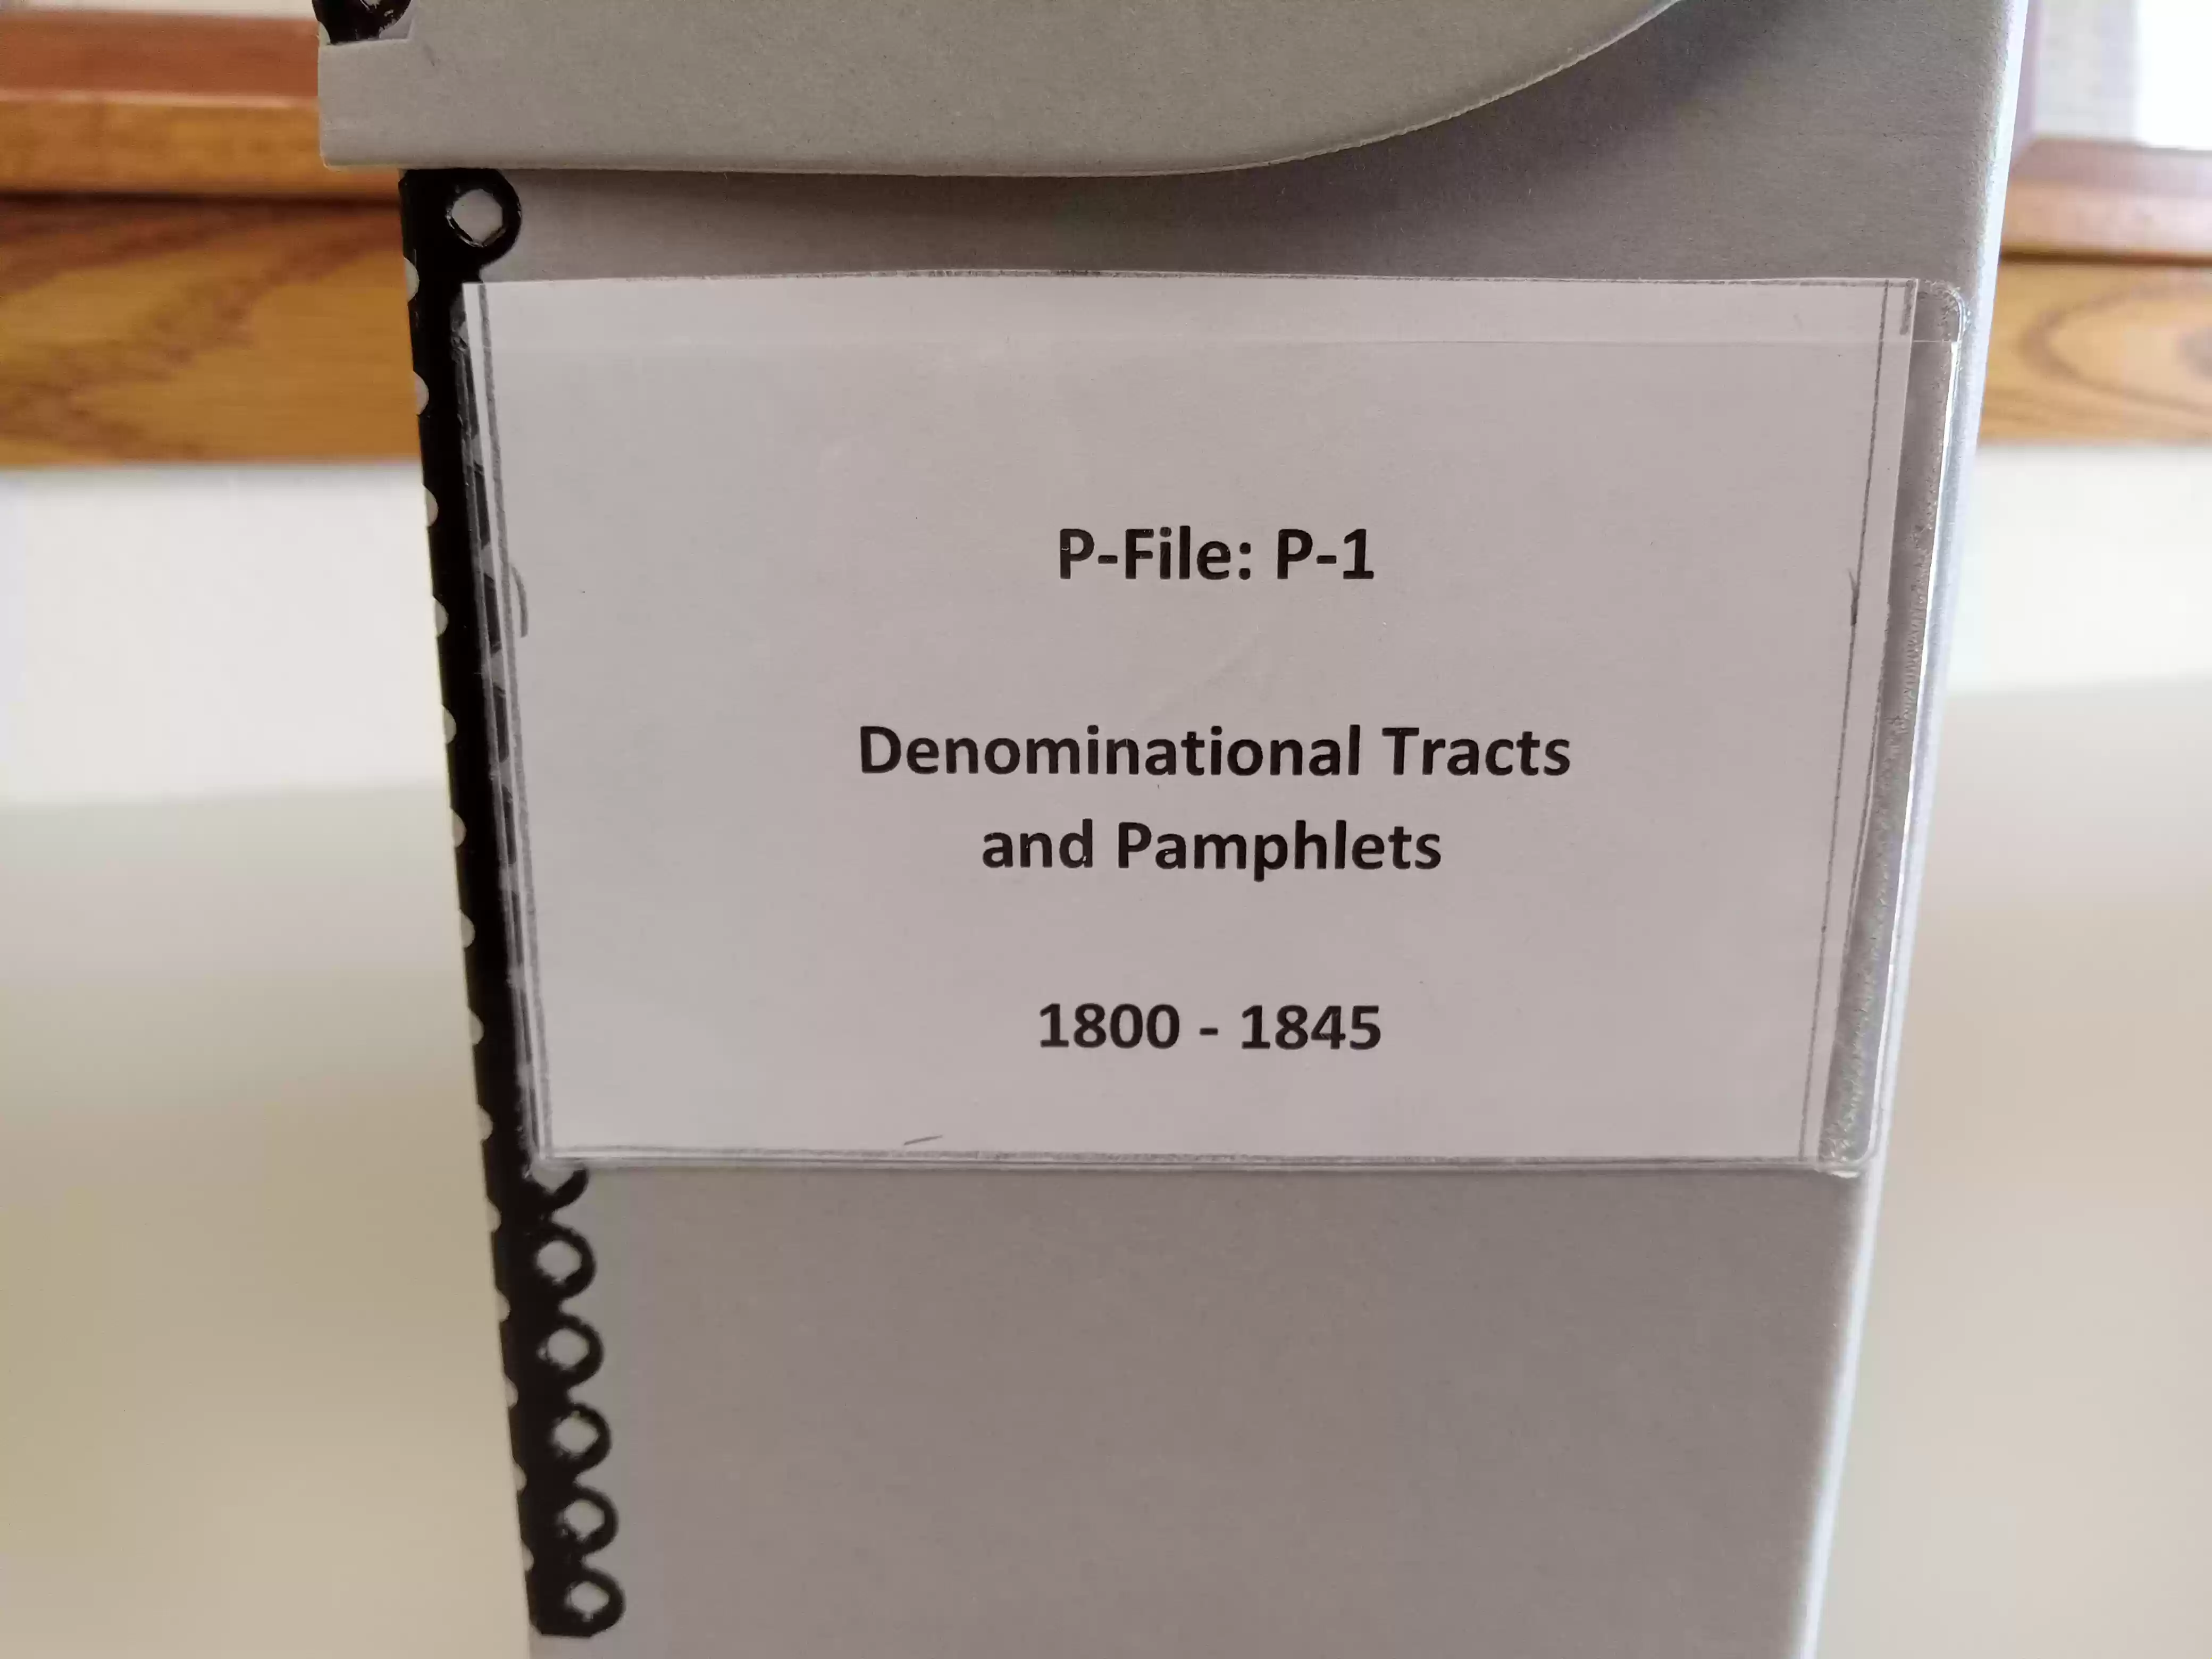 P-File: P-1
Denominational Tracts
and Pamphlets
1800 - 1845